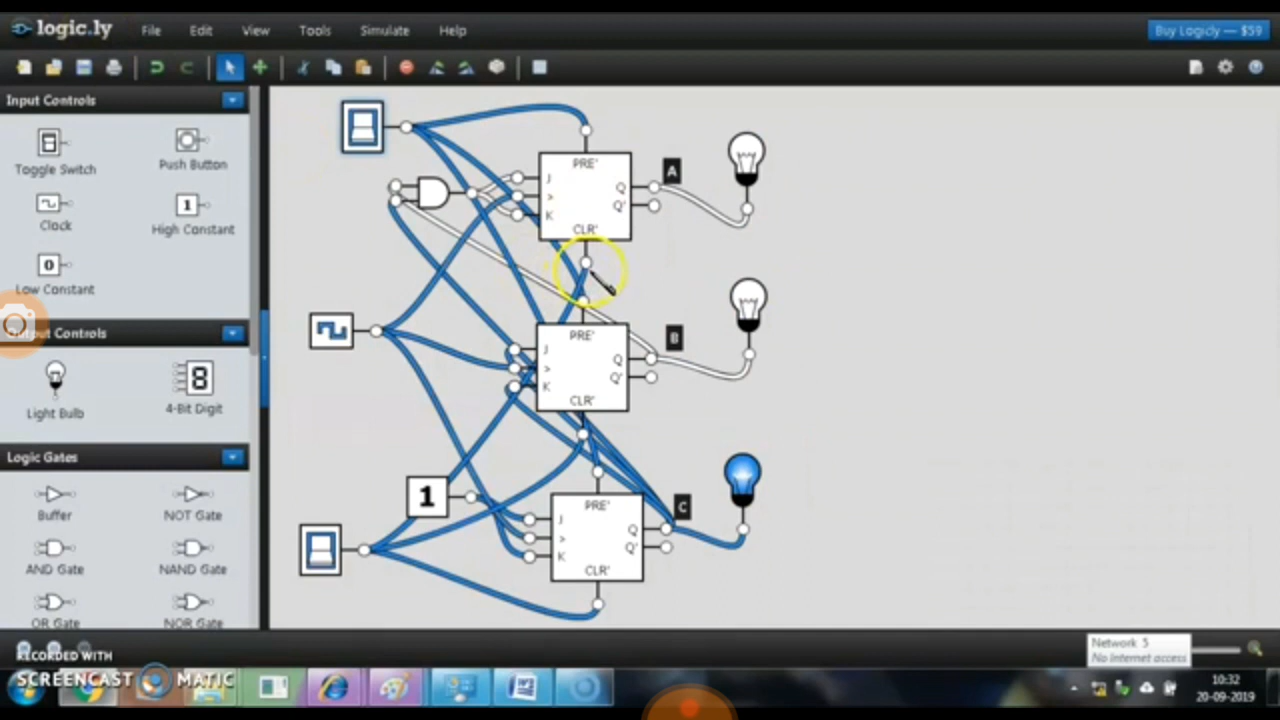 logic.ly File Edit View Tools Simulate Help Buy Logicly — $59
Input Controls
Toggle Switch Push Button
Clock High Constant
1
0
Low Constant
Output Controls
8
Light Bulb 4-Bit Digit
Logic Gates
Buffer NOT Gate
AND Gate NAND Gate
OR Gate NOR Gate
PRE'
J Q
> Q'
K
CLR'
A
PRE'
J Q
> Q'
K
CLR'
B
1
PRE'
J Q
> Q'
K
CLR'
C
Network 5
No Internet access
RECORDED WITH
SCREENCAST MATIC
10:32
20-09-2019